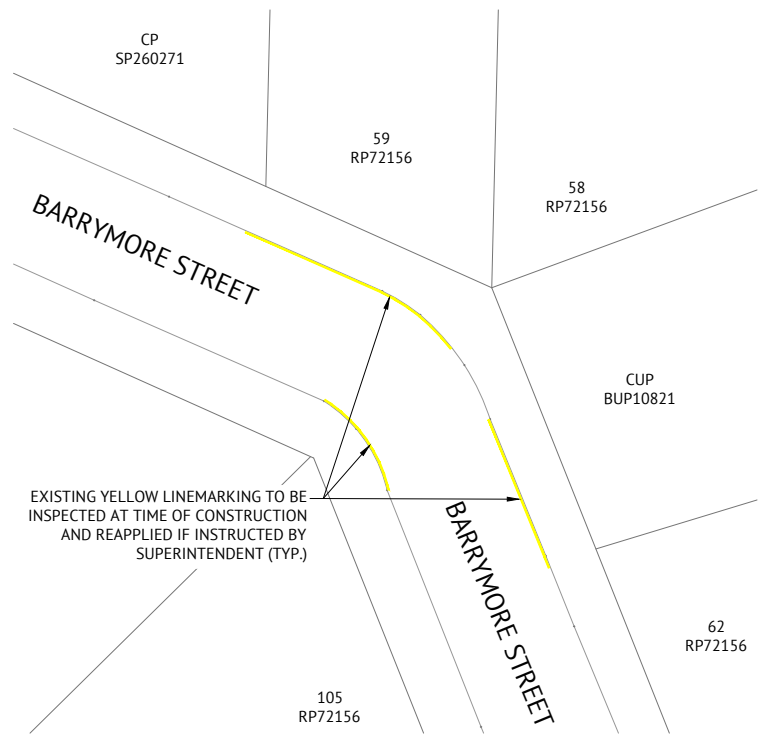 CP
SP260271
59
RP72156
58
RP72156
BARRYMORE STREET
CUP
BUP10821
EXISTING YELLOW LINEMARKING TO BE
INSPECTED AT TIME OF CONSTRUCTION
AND REAPPLIED IF INSTRUCTED BY
SUPERINTENDENT (TYP.)
BARRYMORE STREET
62
RP72156
105
RP72156